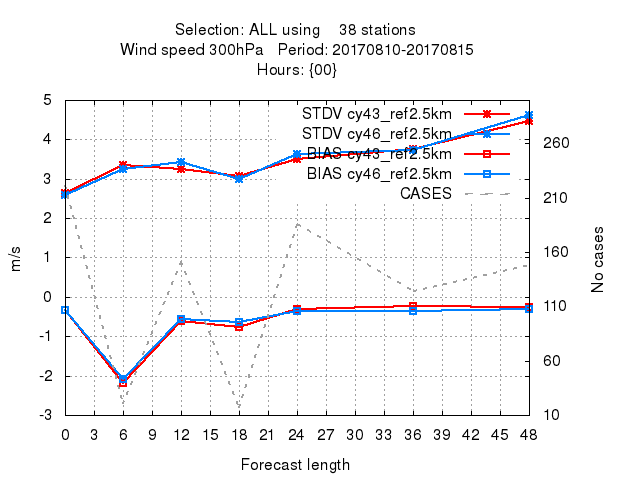 Selection: ALL using    38 stations
Wind speed 300hPa   Period: 20170810-20170815
Hours: {00}
STDV cy43_ref2.5km
STDV cy46_ref2.5km
BIAS cy43_ref2.5km
BIAS cy46_ref2.5km
CASES
5
4
3
2
1
0
-1
-2
-3
m/s
260
210
160
110
60
10
No cases
0 3 6 9 12 15 18 21 24 27 30 33 36 39 42 45 48
Forecast length